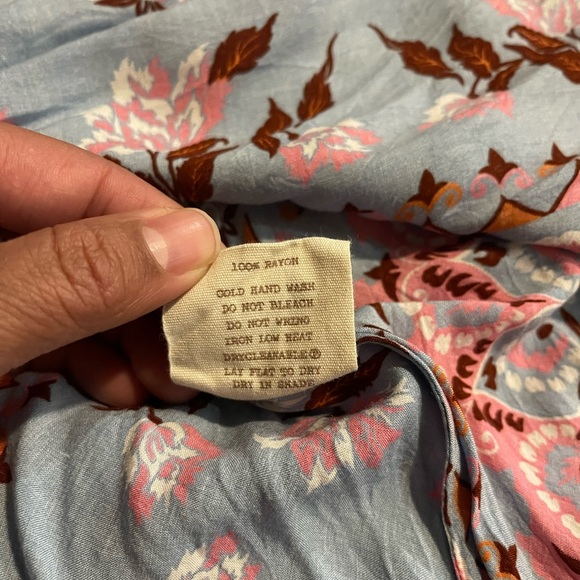 100% RAYON
COLD HAND WASH
DO NOT BLEACH
DO NOT WRING
IRON LOW HEAT
DRYCLEANABLE Ⓟ
LAY FLAT TO DRY
DRY IN SHADE